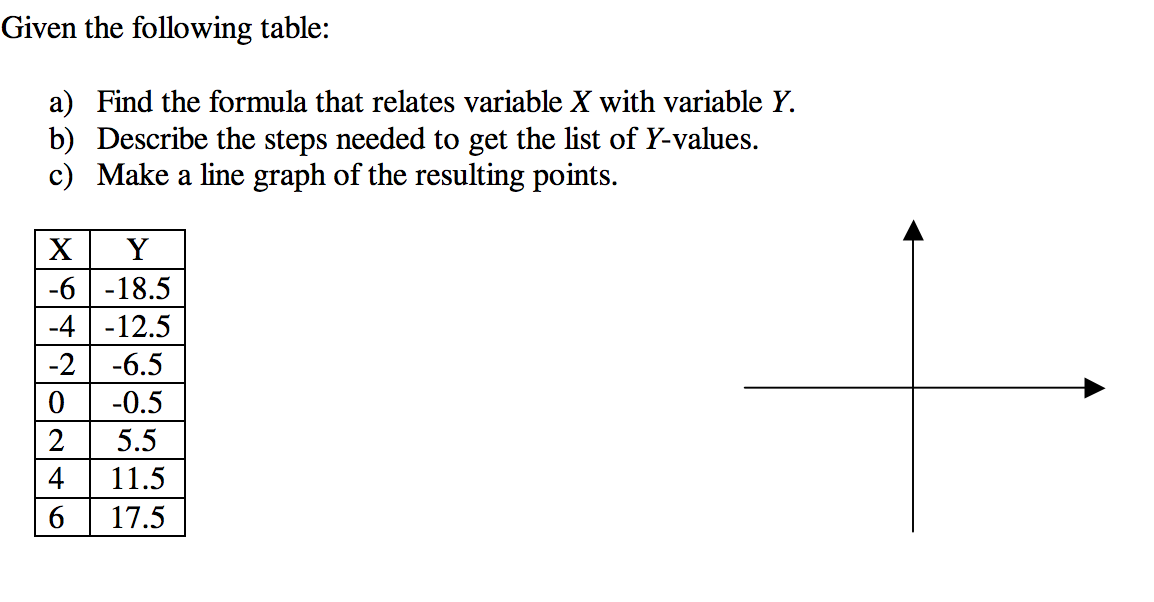 Given the following table:
a) Find the formula that relates variable X with variable Y.
b) Describe the steps needed to get the list of Y-values.
c) Make a line graph of the resulting points.
X Y
-6 -18.5
-4 -12.5
-2 -6.5
0 -0.5
2 5.5
4 11.5
6 17.5